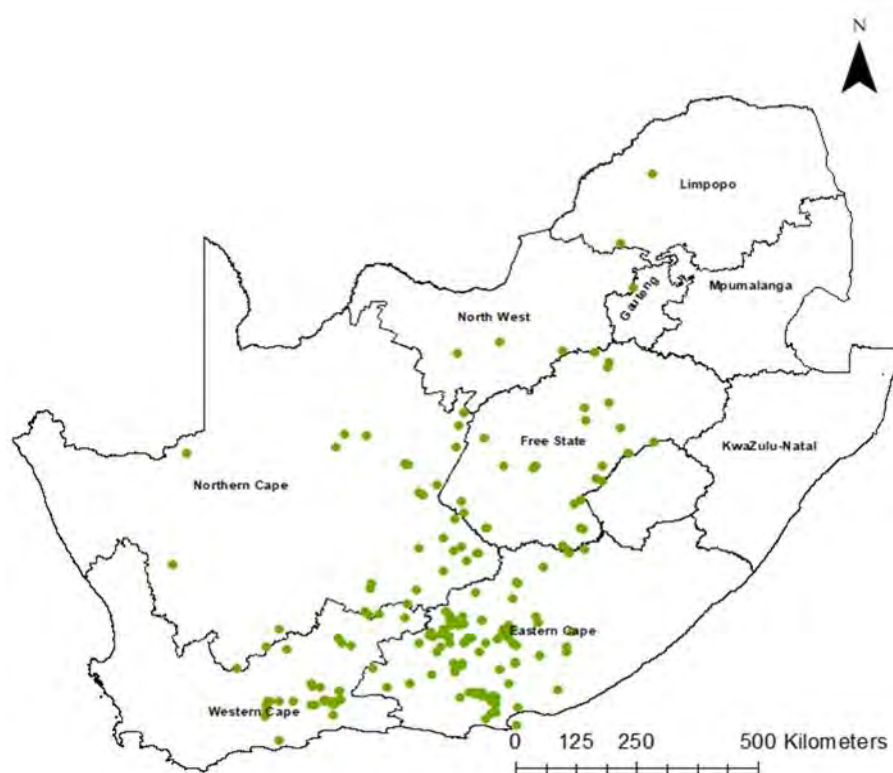 N
Limpopo
Mpumalanga
Gauteng
North West
Free State
KwaZulu-Natal
Northern Cape
Eastern Cape
Western Cape
0 125 250 500 Kilometers